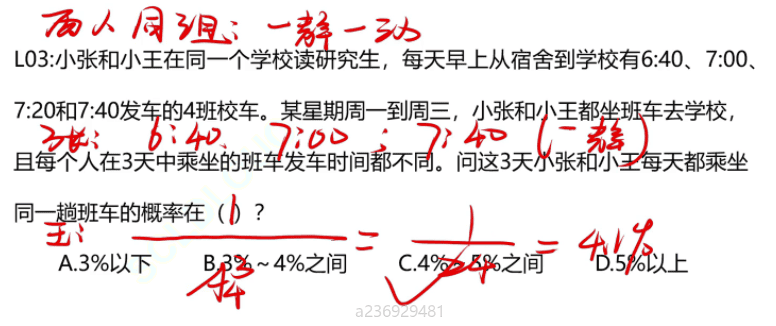 两人同组：一静一动
L03:小张和小王在同一个学校读研究生，每天早上从宿舍到学校有6:40、7:00、
7:20和7:40发车的4班校车。某星期周一到周三，小张和小王都坐班车去学校，
张: 6:40 7:00 ; 7:40 (一静)
且每个人在3天中乘坐的班车发车时间都不同。问这3天小张和小王每天都乘坐
同一趟班车的概率在（ ）?
王: 1/A³₄ = 1/24 = 4.1%
A.3%以下 B.3%~4%之间 C.4%~5%之间 D.5%以上
a236929481